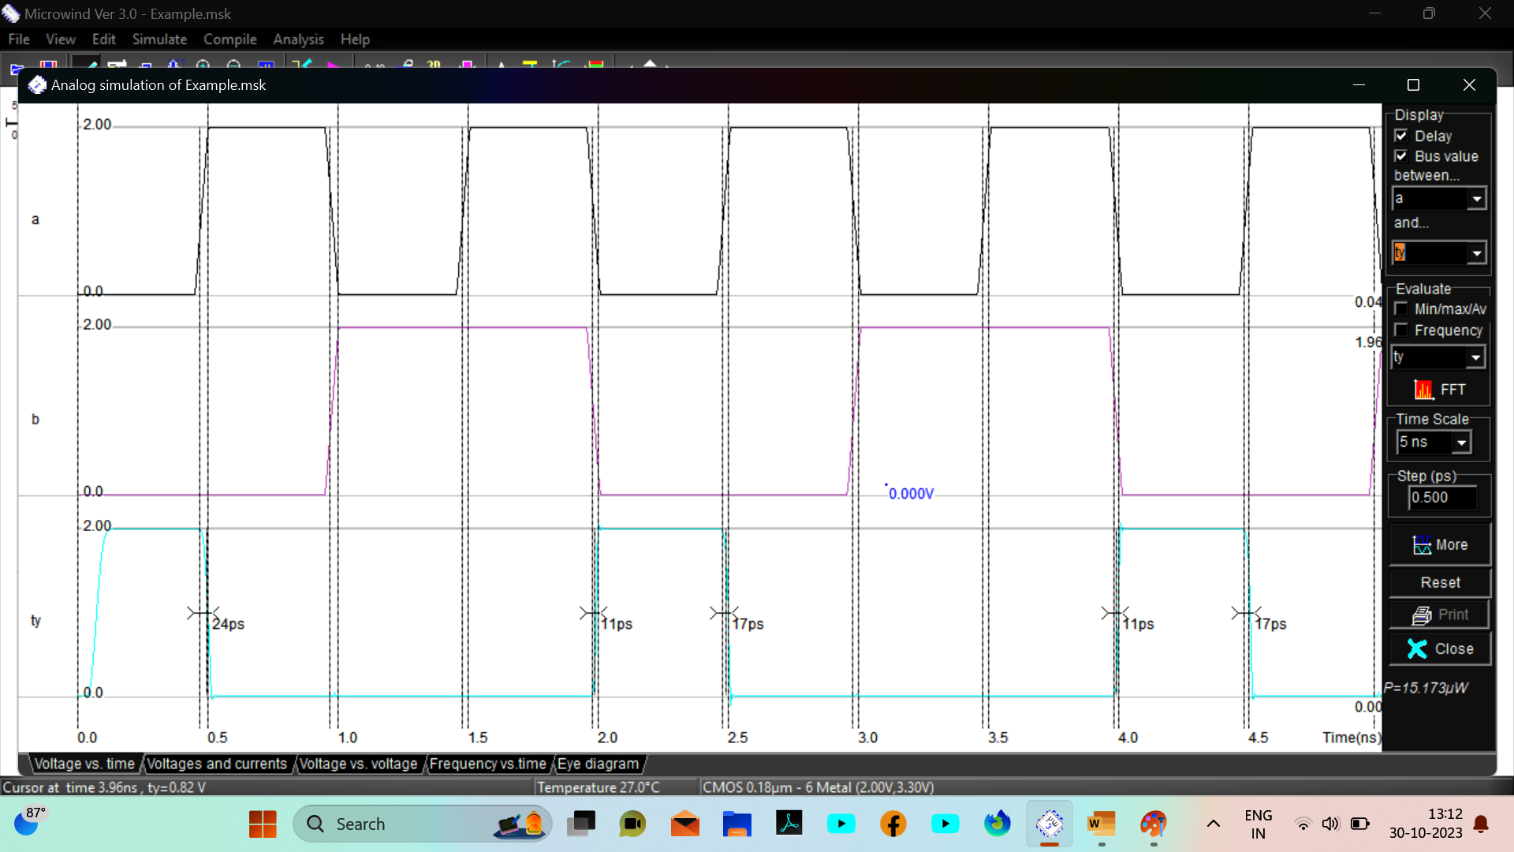 Microwind Ver 3.0 - Example.msk
File View Edit Simulate Compile Analysis Help
Analog simulation of Example.msk
2.00
a
0.0
0.04
2.00
1.96
b
0.0
0.000V
2.00
ty
24ps 11ps 17ps 11ps 17ps
0.0
0.00
0.0 0.5 1.0 1.5 2.0 2.5 3.0 3.5 4.0 4.5 Time(ns)
Display
Delay
Bus value
between...
a
and...
ty
Evaluate
Min/max/Av
Frequency
ty
FFT
Time Scale
5 ns
Step (ps)
0.500
More
Reset
Print
Close
P=15.173µW
Voltage vs. time Voltages and currents Voltage vs. voltage Frequency vs.time Eye diagram
Cursor at time 3.96ns , ty=0.82 V Temperature 27.0°C CMOS 0.18µm - 6 Metal (2.00V,3.30V)
87°
Search
ENG
IN
13:12
30-10-2023